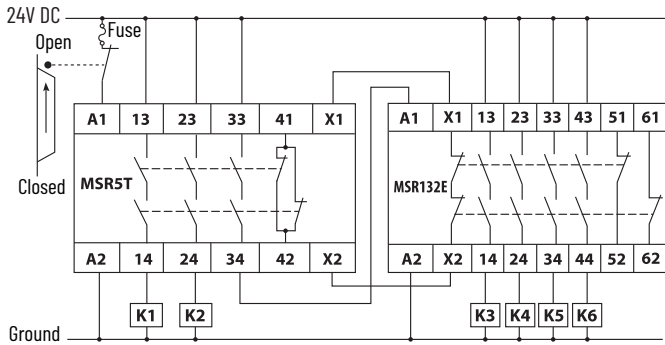 24V DC
Fuse
Open
A1 13 23 33 41 X1
A1 X1 13 23 33 43 51 61
MSR5T
MSR132E
Closed
A2 14 24 34 42 X2
A2 X2 14 24 34 44 52 62
K1 K2 K3 K4 K5 K6
Ground